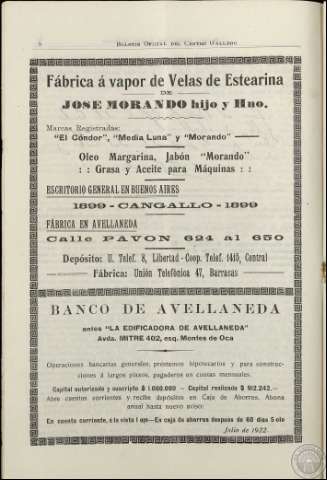 BOLETIN OFICIAL DEL CENTRO GALLEGO
Fábrica á vapor de Velas de Estearina
DE
JOSE MORANDO hijo y Hno.
Marcas Registradas:
"El Cóndor", "Media Luna" y "Morando"
Oleo Margarina, Jabón "Morando"
: : Grasa y Aceite para Máquinas : :
ESCRITORIO GENERAL EN BUENOS AIRES
1899 - CANGALLO - 1899
FÁBRICA EN AVELLANEDA
Calle PAVON 624 al 650
Depósito: U. Telef. 8, Libertad - Coop. Telef. 1415, Central
Fábrica: Unión Telefónica 47, Barracas
BANCO DE AVELLANEDA
antes "LA EDIFICADORA DE AVELLANEDA"
Avda. MITRE 402, esq. Montes de Oca
Operaciones bancarias generales, préstamos hipotecarios y para construc-
ciones á largos plazos, pagaderos en cuotas mensuales.
Capital autorizado y suscripto $ 1.000.000 - Capital realizado $ 912.242.-
Abre cuentas corrientes y recibe depósitos en Caja de Ahorros. Abona
anual hasta nuevo aviso:
En cuenta corriente, á la vista 1 o|o - En caja de ahorros después de 60 días 5 o|o
Julio de 1922.